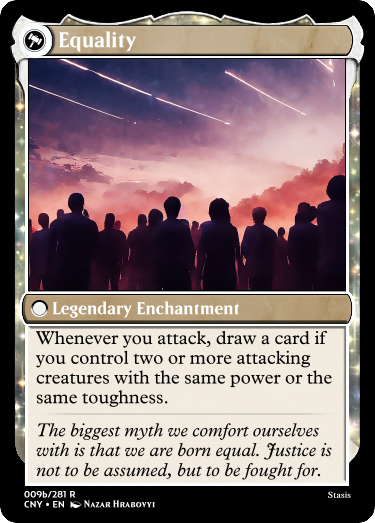 Equality
Legendary Enchantment
Whenever you attack, draw a card if
you control two or more attacking
creatures with the same power or the
same toughness.
The biggest myth we comfort ourselves
with is that we are born equal. Justice is
not to be assumed, but to be fought for.
009b/281 R
Stasis
CNY • EN Nazar Hrabovyi